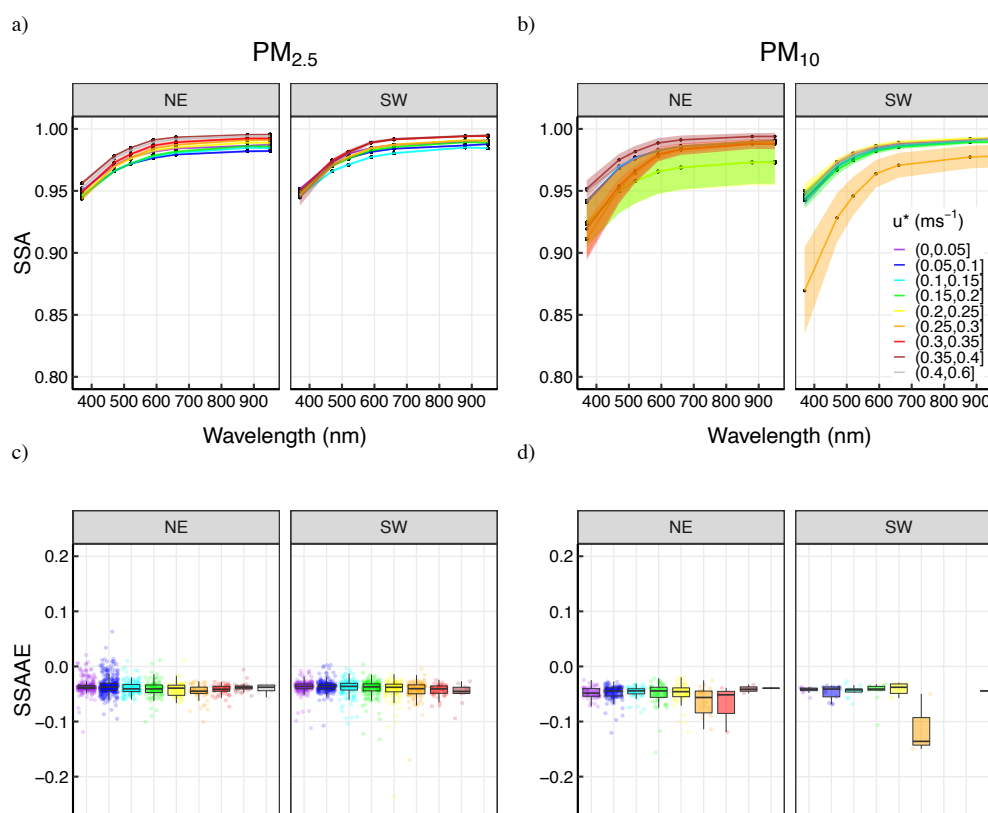 a)
b)
PM2.5
PM10
NE
SW
NE
SW
1.00
0.95
0.90
0.85
0.80
SSA
1.00
0.95
0.90
0.85
0.80
u* (ms−1)
(0,0.05]
(0.05,0.1]
(0.1,0.15]
(0.15,0.2]
(0.2,0.25]
(0.25,0.3]
(0.3,0.35]
(0.35,0.4]
(0.4,0.6]
400 500 600 700 800 900
400 500 600 700 800 900
400 500 600 700 800 900
400 500 600 700 800 900
Wavelength (nm)
Wavelength (nm)
c)
d)
NE
SW
NE
SW
0.2
0.1
0.0
−0.1
−0.2
SSAAE
0.2
0.1
0.0
−0.1
−0.2